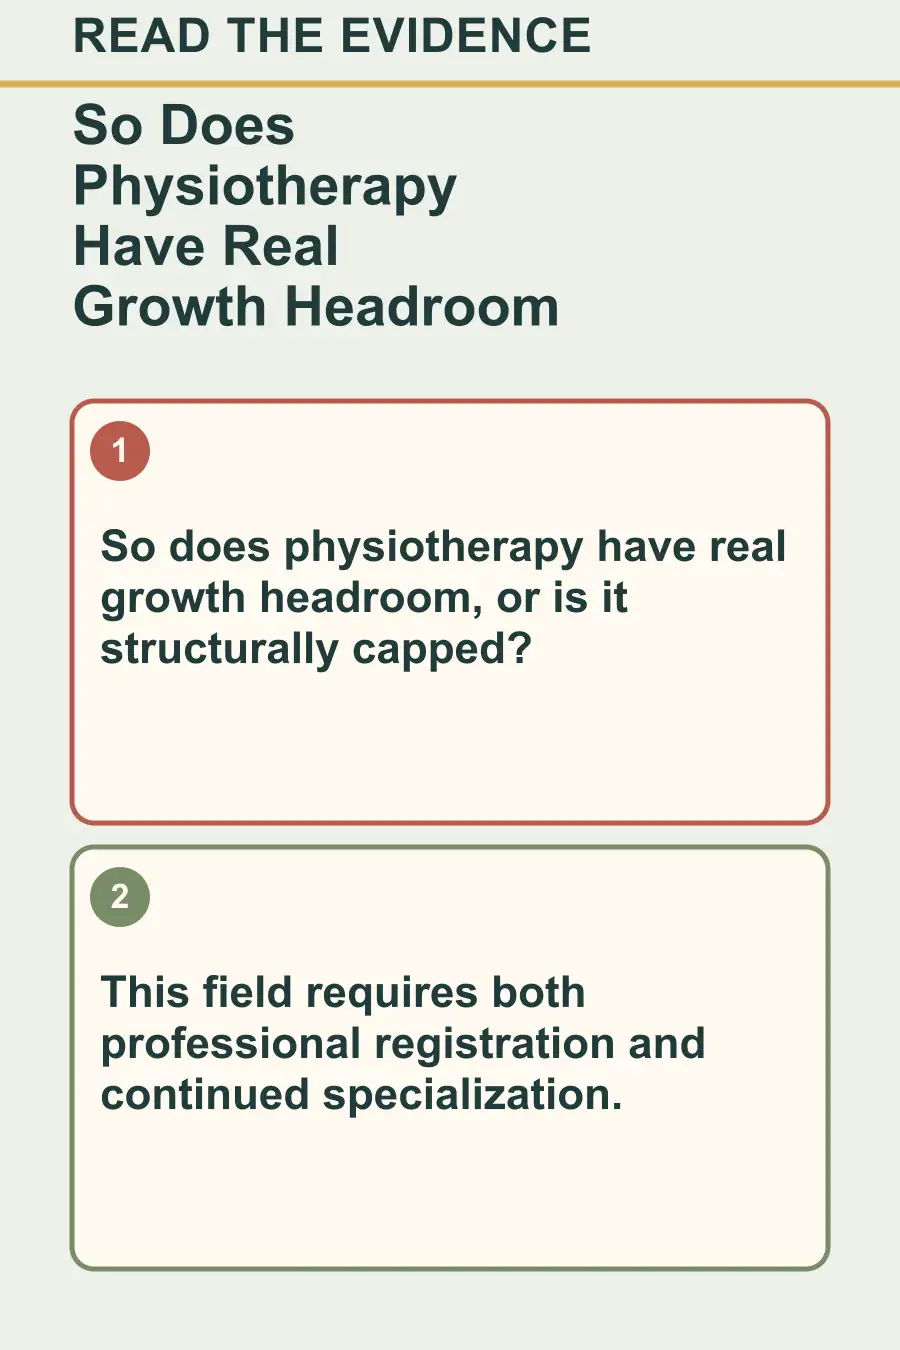 READ THE EVIDENCE
So Does
Physiotherapy
Have Real
Growth Headroom
1
So does physiotherapy have real
growth headroom, or is it
structurally capped?
2
This field requires both
professional registration and
continued specialization.